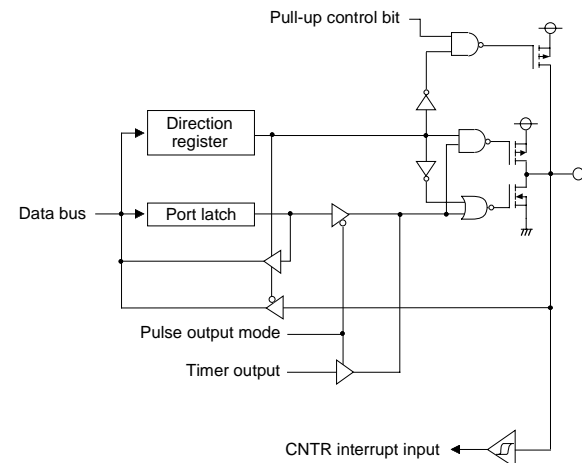 Pull-up control bit
Direction
register
Data bus
Port latch
Pulse output mode
Timer output
CNTR interrupt input